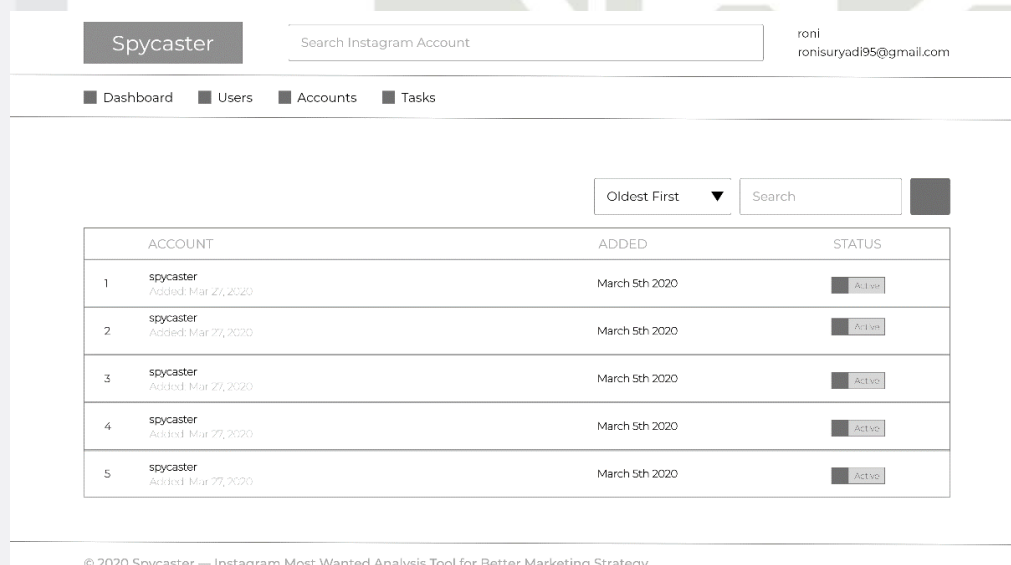 Spycaster
Search Instagram Account
roni
ronisuryadi95@gmail.com
Dashboard Users Accounts Tasks
Oldest First Search
ACCOUNT ADDED STATUS
1 spycaster March 5th 2020 Active
Added: Mar 27, 2020
2 spycaster March 5th 2020 Active
Added: Mar 27, 2020
3 spycaster March 5th 2020 Active
Added: Mar 27, 2020
4 spycaster March 5th 2020 Active
Added: Mar 27, 2020
5 spycaster March 5th 2020 Active
Added: Mar 27, 2020
© 2020 Spycaster — Instagram Most Wanted Analysis Tool for Better Marketing Strategy